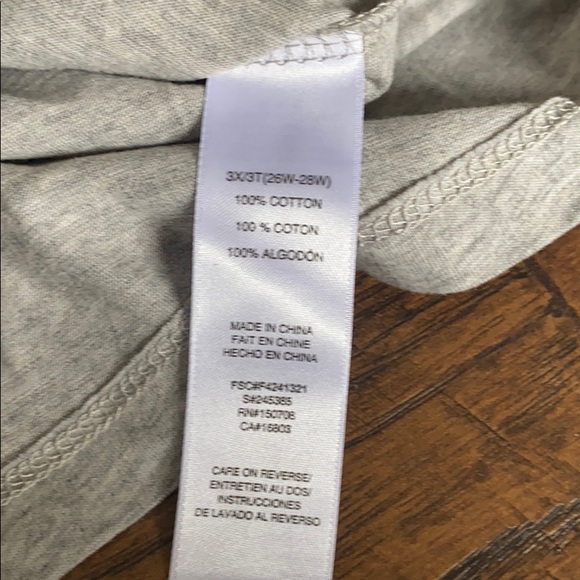 3X/3T(26W-28W)
100% COTTON
100 % COTON
100% ALGODÓN
MADE IN CHINA
FAIT EN CHINE
HECHO EN CHINA
FSC#F4241321
S#245385
RN#150708
CA#16803
CARE ON REVERSE/
ENTRETIEN AU DOS/
INSTRUCCIONES
DE LAVADO AL REVERSO